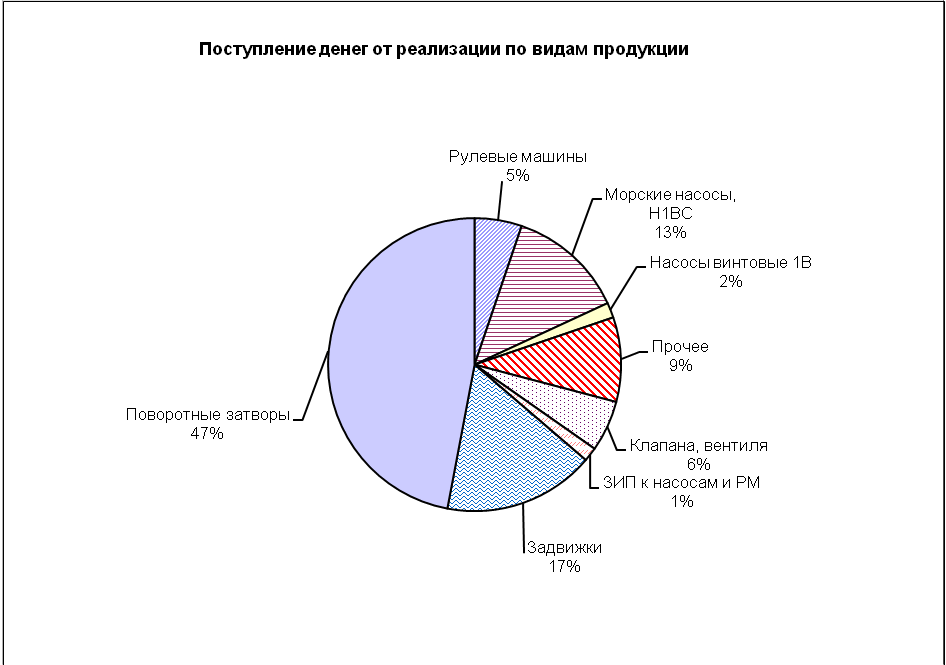 Поступление денег от реализации по видам продукции
Рулевые машины
5%
Морские насосы,
Н1ВС
13%
Насосы винтовые 1В
2%
Прочее
9%
Клапана, вентиля
6%
ЗИП к насосам и РМ
1%
Задвижки
17%
Поворотные затворы
47%